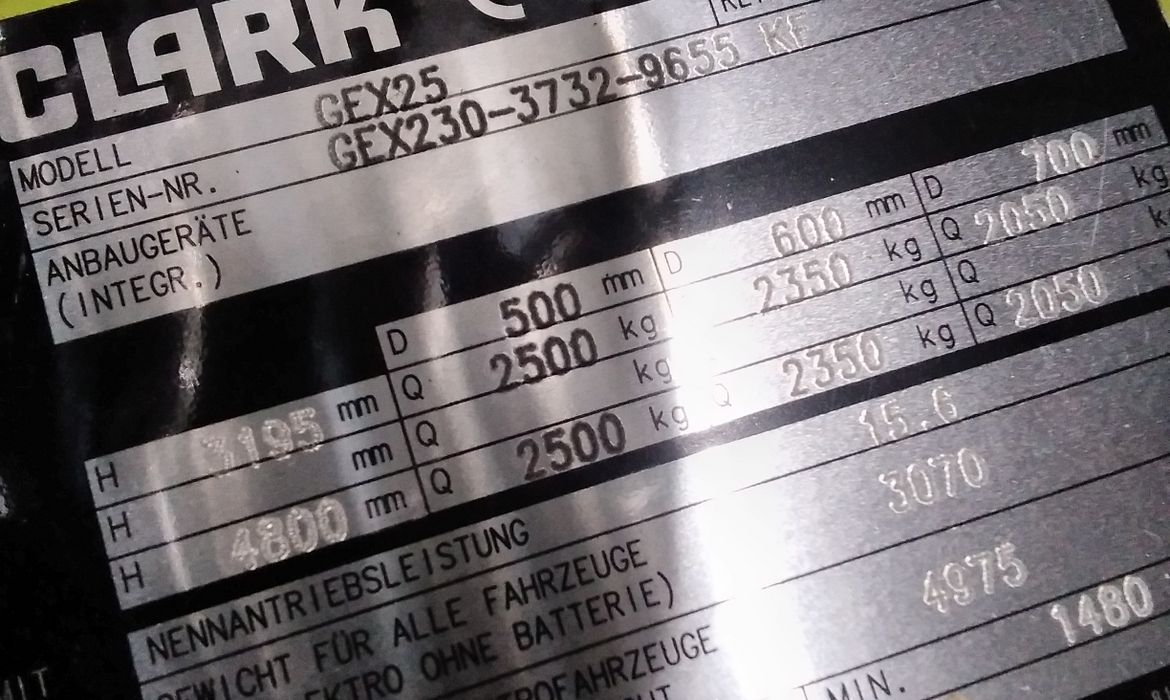 CLARK
MODELL GEX25
SERIEN-NR. GEX230-3732-9655 KF
ANBAUGERÄTE
(INTEGR.)
D 500 mm D 600 mm D 700 mm
H 3195 mm Q 2500 kg Q 2350 kg Q 2050 kg
H mm Q kg Q kg Q k
H 4800 mm Q 2500 kg Q 2350 kg Q 2050
NENNANTRIEBSLEISTUNG 15.6
GEWICHT FÜR ALLE FAHRZEUGE 3070
EKTRO OHNE BATTERIE)
ROFAHRZEUGE 4975
MIN. 1480